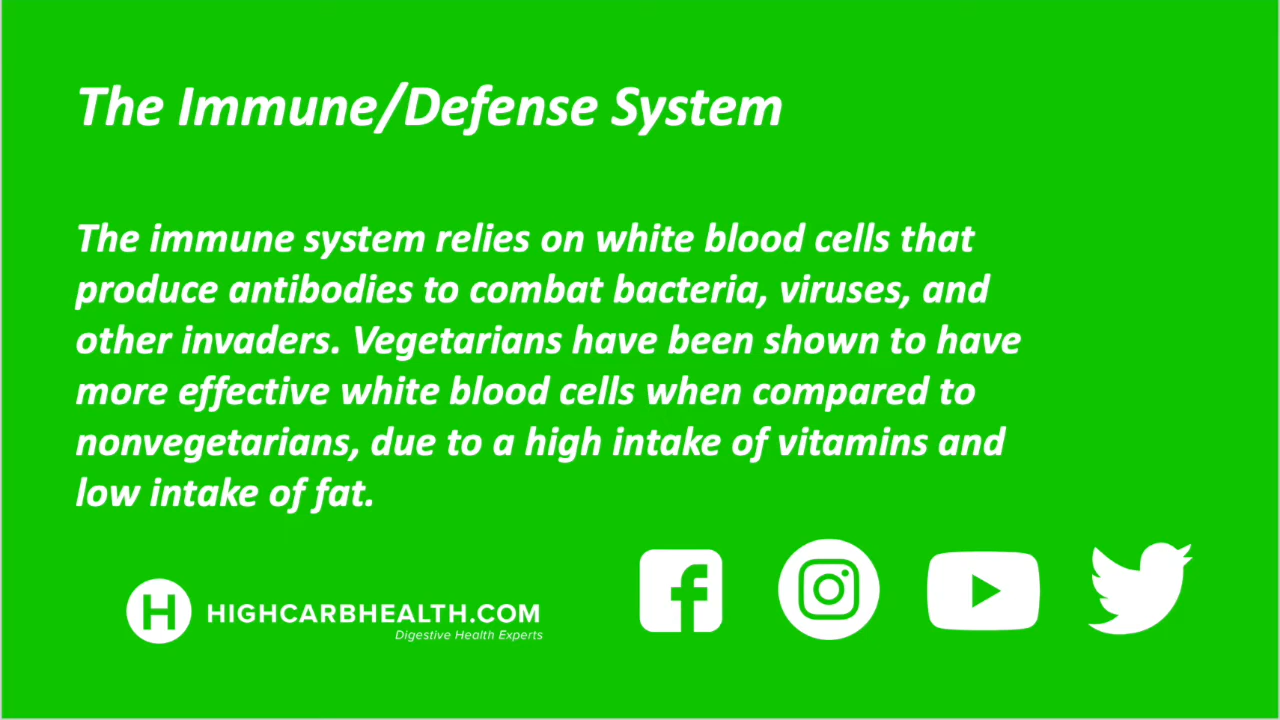 The Immune/Defense System
The immune system relies on white blood cells that
produce antibodies to combat bacteria, viruses, and
other invaders. Vegetarians have been shown to have
more effective white blood cells when compared to
nonvegetarians, due to a high intake of vitamins and
low intake of fat.
H HIGHCARBHEALTH.COM
Digestive Health Experts